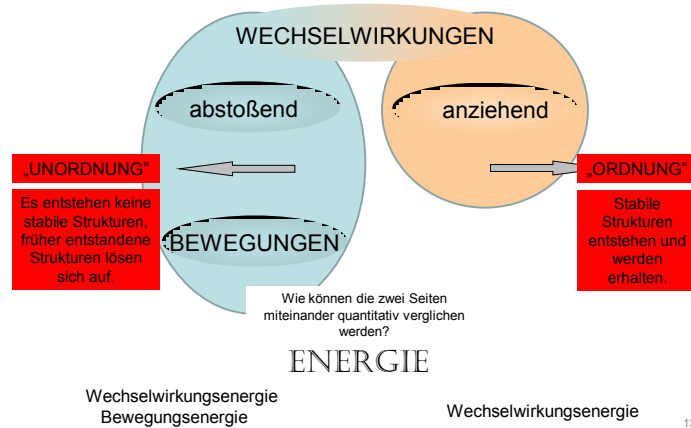 WECHSELWIRKUNGEN
abstoßend
anziehend
„UNORDNUNG”
„ORDNUNG”
Es entstehen keine
stabile Strukturen,
früher entstandene
Strukturen lösen
sich auf.
Stabile
Strukturen
entstehen und
werden
erhalten.
BEWEGUNGEN
Wie können die zwei Seiten
miteinander quantitativ verglichen
werden?
ENERGIE
Wechselwirkungsenergie
Bewegungsenergie
Wechselwirkungsenergie